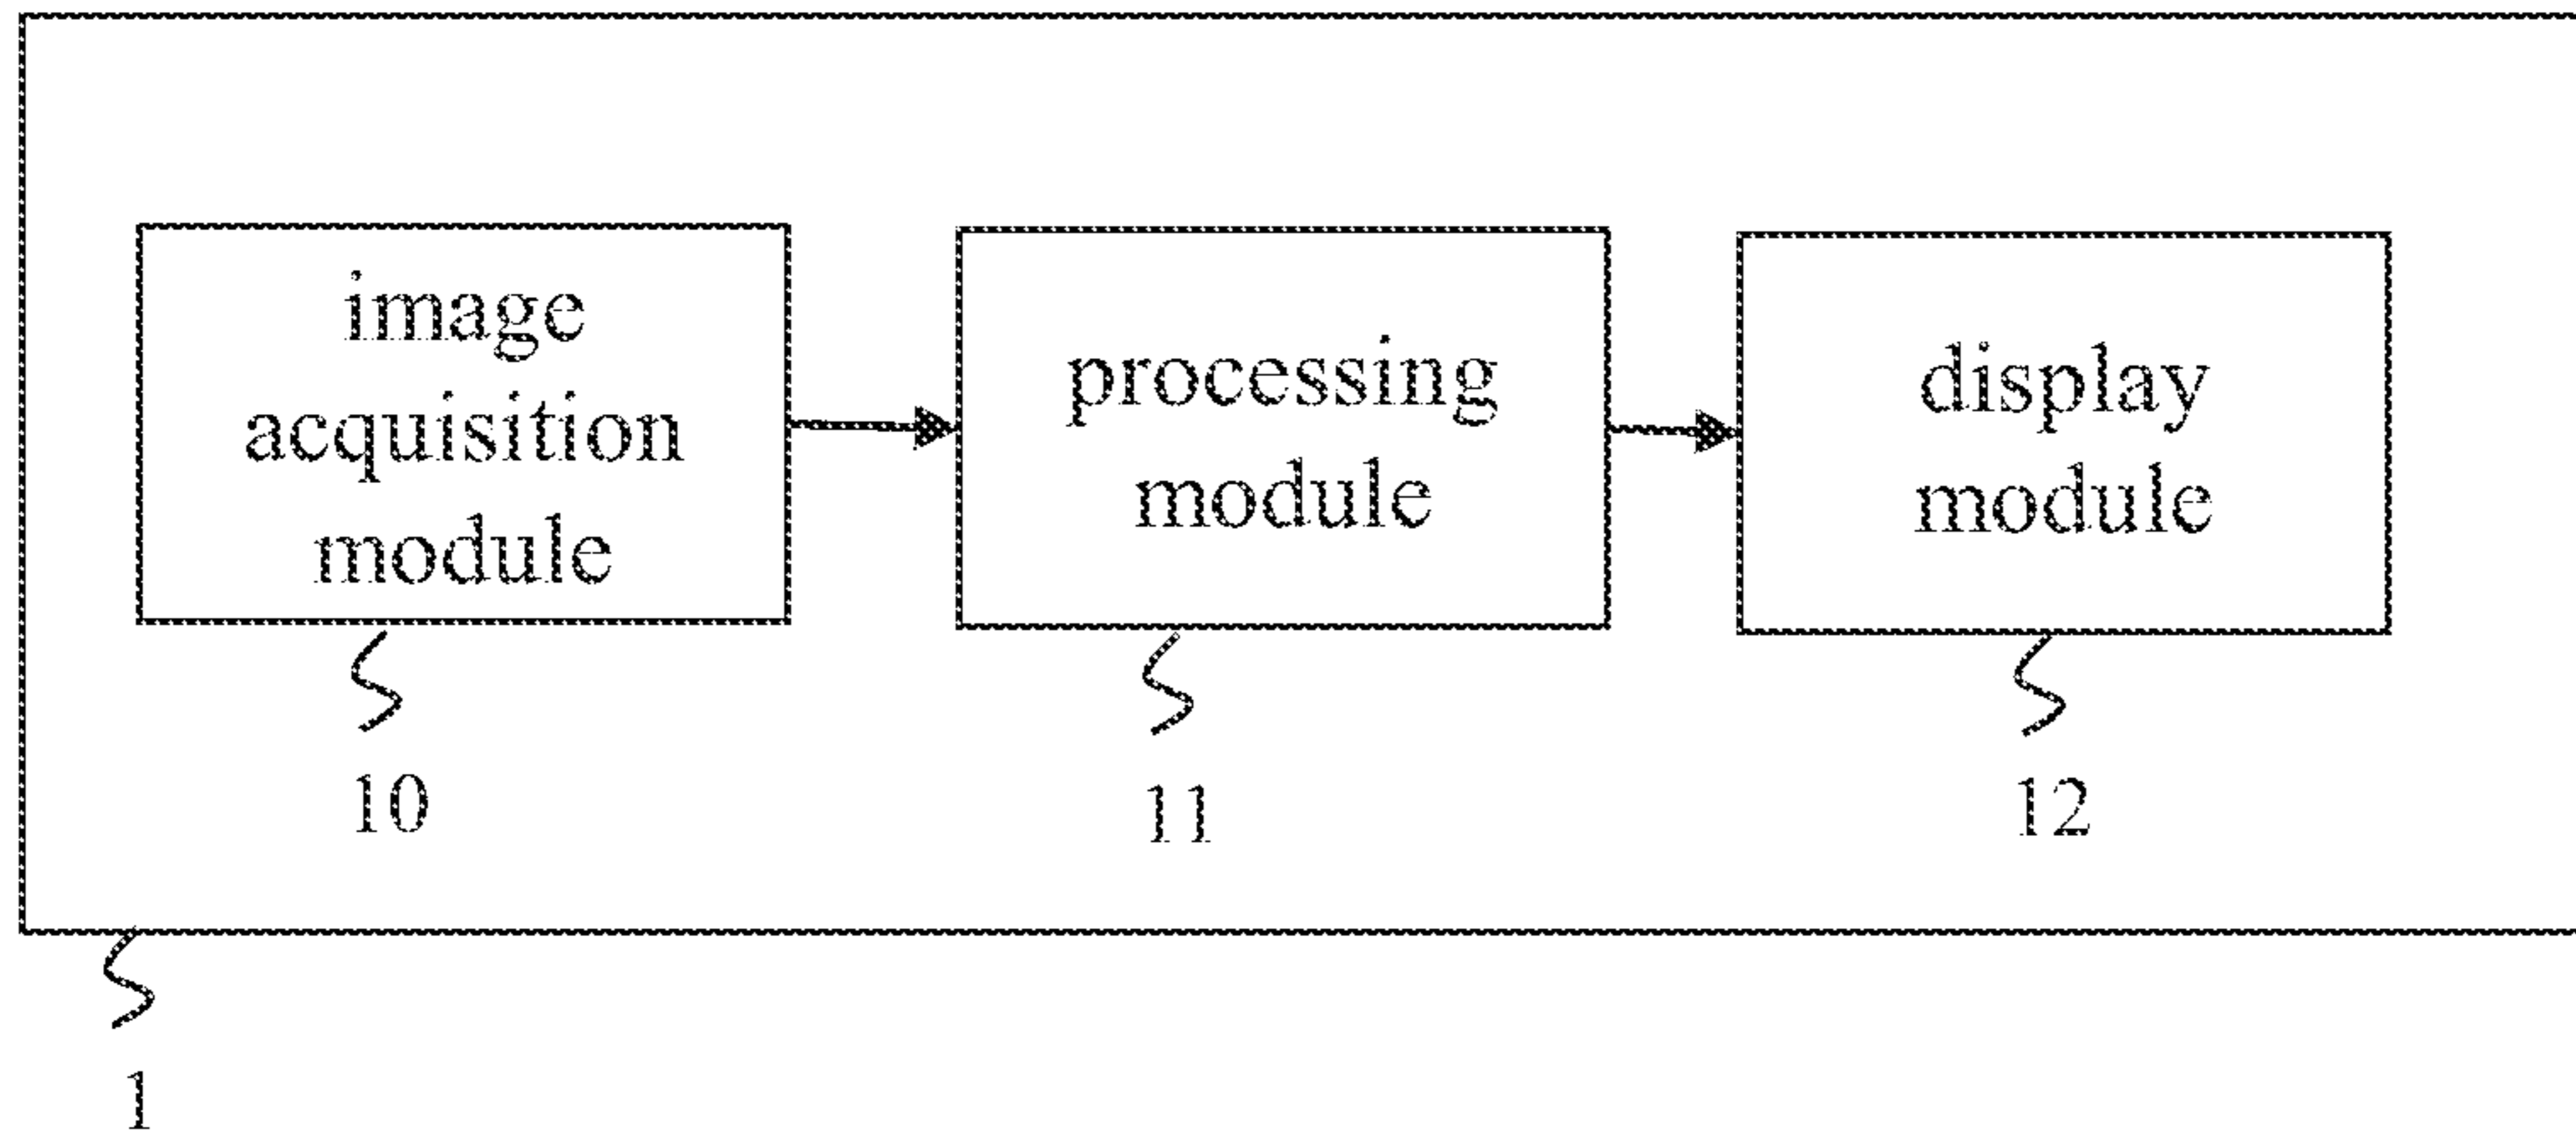 image
acquisition
module
processing
module
display
module
10
11
12
1